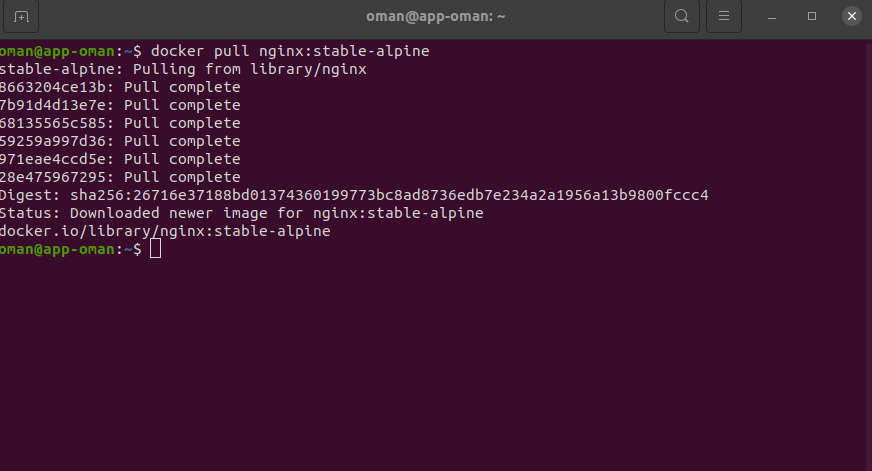 oman@app-oman: ~
oman@app-oman:~$ docker pull nginx:stable-alpine
stable-alpine: Pulling from library/nginx
8663204ce13b: Pull complete
7b91d4d13e7e: Pull complete
68135565c585: Pull complete
59259a997d36: Pull complete
971eae4ccd5e: Pull complete
28e475967295: Pull complete
Digest: sha256:26716e37188bd01374360199773bc8ad8736edb7e234a2a1956a13b9800fccc4
Status: Downloaded newer image for nginx:stable-alpine
docker.io/library/nginx:stable-alpine
oman@app-oman:~$